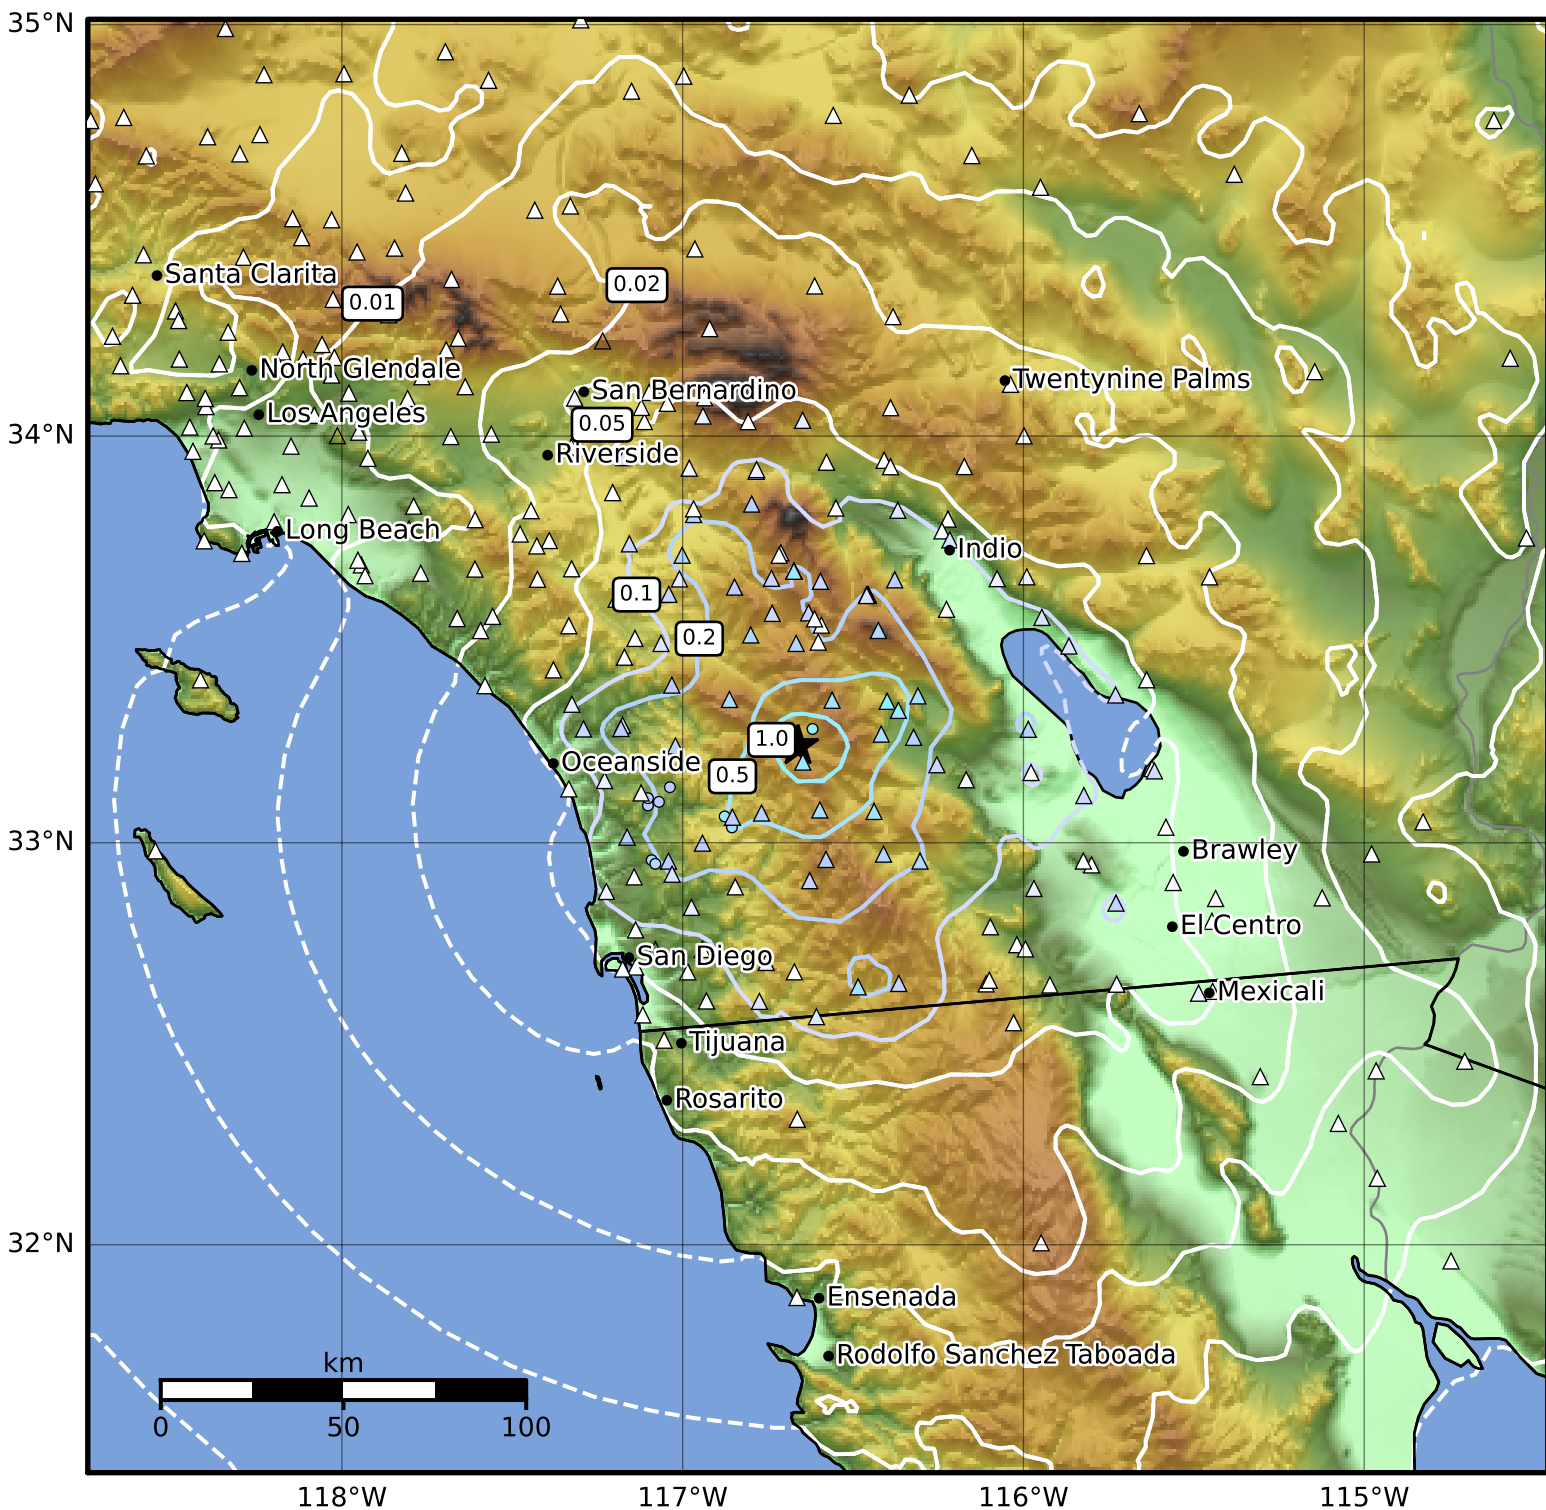 35°N
Santa Clarita
0.02
0.01
North Glendale
Twentynine Palms
San Bernardino
Los Angeles
0.05
34°N
Riverside
Long Beach
Indio
0.1
0.2
1.0
Oceanside
0.5
33°N
Brawley
El Centro
San Diego
Mexicali
Tijuana
Rosarito
32°N
Ensenada
Rodolfo Sanchez Taboada
km
0 50 100
118°W 117°W 116°W 115°W